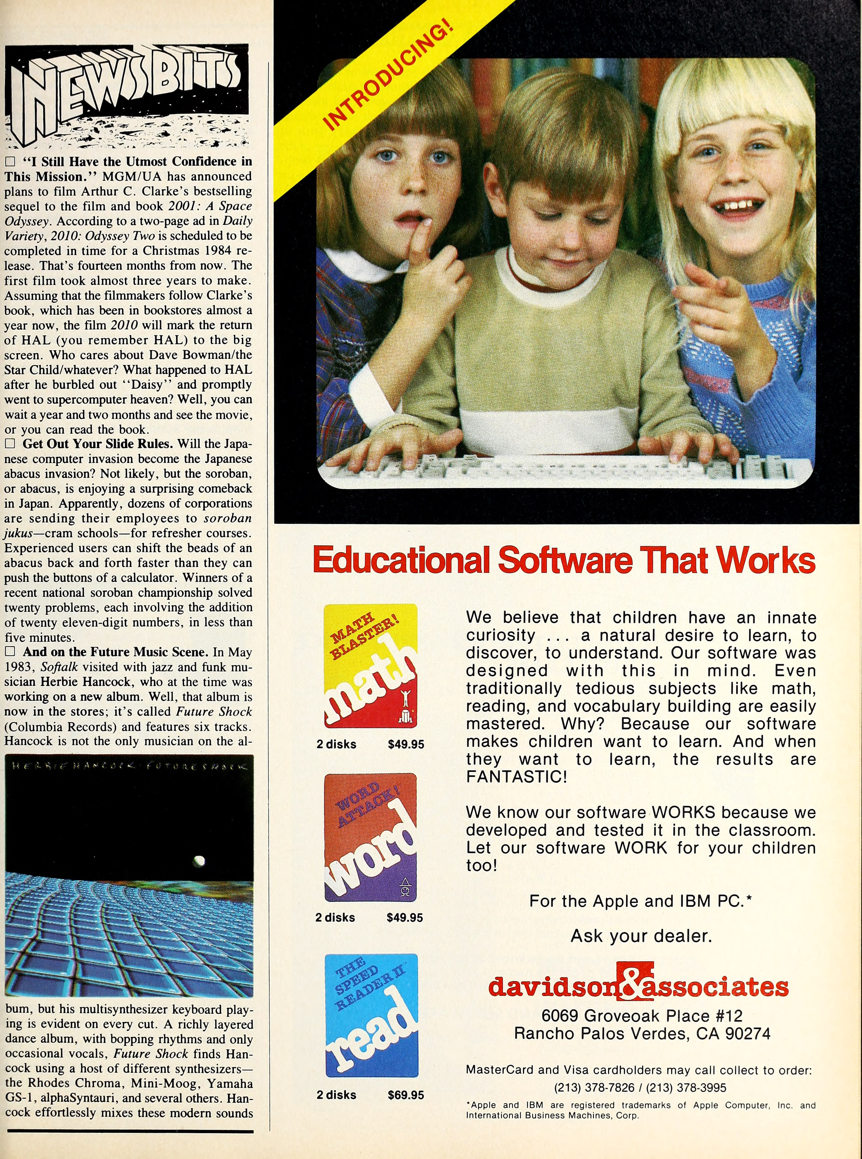 NEWSBITS
□ "I Still Have the Utmost Confidence in
This Mission." MGM/UA has announced
plans to film Arthur C. Clarke's bestselling
sequel to the film and book 2001: A Space
Odyssey. According to a two-page ad in Daily
Variety, 2010: Odyssey Two is scheduled to be
completed in time for a Christmas 1984 re-
lease. That's fourteen months from now. The
first film took almost three years to make.
Assuming that the filmmakers follow Clarke's
book, which has been in bookstores almost a
year now, the film 2010 will mark the return
of HAL (you remember HAL) to the big
screen. Who cares about Dave Bowman/the
Star Child/whatever? What happened to HAL
after he burbled out "Daisy" and promptly
went to supercomputer heaven? Well, you can
wait a year and two months and see the movie,
or you can read the book.
□ Get Out Your Slide Rules. Will the Japa-
nese computer invasion become the Japanese
abacus invasion? Not likely, but the soroban,
or abacus, is enjoying a surprising comeback
in Japan. Apparently, dozens of corporations
are sending their employees to soroban
jukus—cram schools—for refresher courses.
Experienced users can shift the beads of an
abacus back and forth faster than they can
push the buttons of a calculator. Winners of a
recent national soroban championship solved
twenty problems, each involving the addition
of twenty eleven-digit numbers, in less than
five minutes.
□ And on the Future Music Scene. In May
1983, Softalk visited with jazz and funk mu-
sician Herbie Hancock, who at the time was
working on a new album. Well, that album is
now in the stores; it's called Future Shock
(Columbia Records) and features six tracks.
Hancock is not the only musician on the al-
HERBIE HANCOCK FUTURE SHOCK
bum, but his multisynthesizer keyboard play-
ing is evident on every cut. A richly layered
dance album, with bopping rhythms and only
occasional vocals, Future Shock finds Han-
cock using a host of different synthesizers—
the Rhodes Chroma, Mini-Moog, Yamaha
GS-1, alphaSyntauri, and several others. Han-
cock effortlessly mixes these modern sounds
INTRODUCING!
Educational Software That Works
MATH
BLASTER!
math
2 disks $49.95
WORD
ATTACK!
word
2 disks $49.95
THE
SPEED
READER II
read
2 disks $69.95
We believe that children have an innate
curiosity ... a natural desire to learn, to
discover, to understand. Our software was
designed with this in mind. Even
traditionally tedious subjects like math,
reading, and vocabulary building are easily
mastered. Why? Because our software
makes children want to learn. And when
they want to learn, the results are
FANTASTIC!
We know our software WORKS because we
developed and tested it in the classroom.
Let our software WORK for your children
too!
For the Apple and IBM PC.*
Ask your dealer.
davidson&associates
6069 Groveoak Place #12
Rancho Palos Verdes, CA 90274
MasterCard and Visa cardholders may call collect to order:
(213) 378-7826 / (213) 378-3995
*Apple and IBM are registered trademarks of Apple Computer, Inc. and
International Business Machines, Corp.